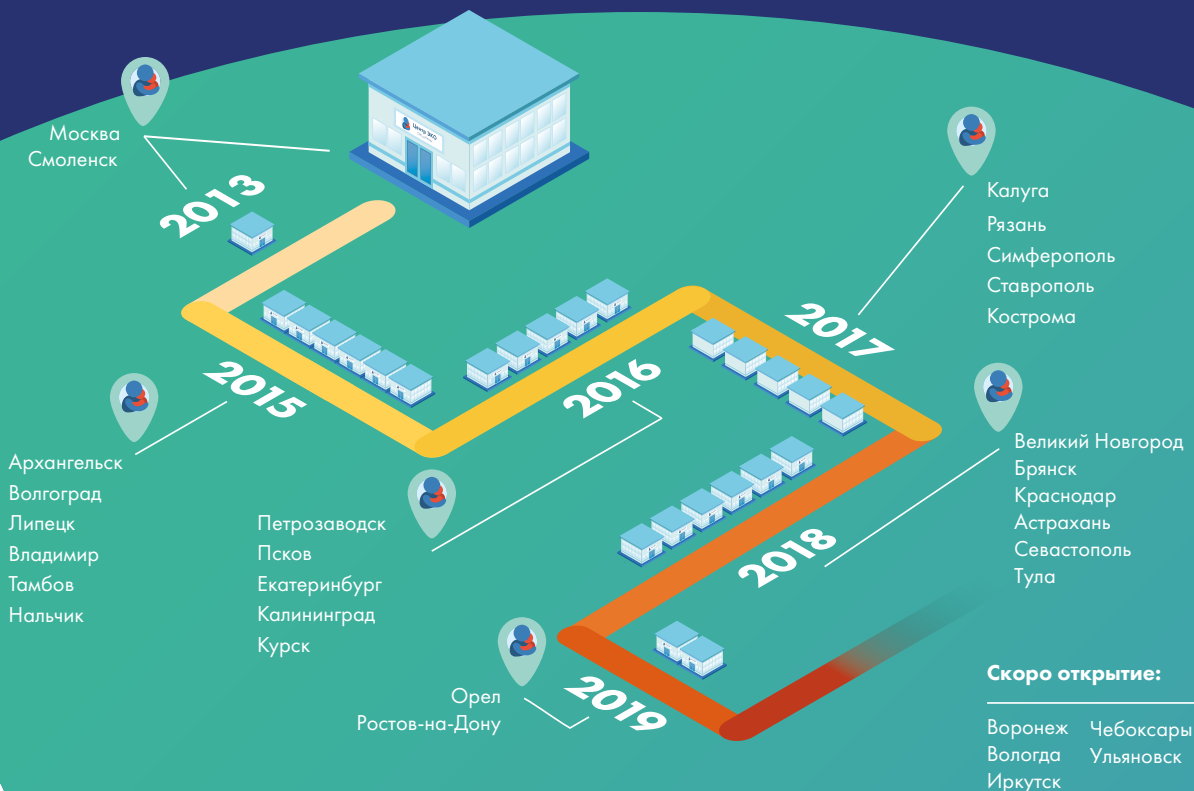 Центр ЭКО
Москва
Смоленск
2013
Калуга
Рязань
Симферополь
Ставрополь
Кострома
2017
2015
2016
Архангельск
Волгоград
Липецк
Владимир
Тамбов
Нальчик
Петрозаводск
Псков
Екатеринбург
Калининград
Курск
Великий Новгород
Брянск
Краснодар
Астрахань
Севастополь
Тула
2018
Орел
Ростов-на-Дону
2019
Скоро открытие:
Воронеж
Вологда
Иркутск
Чебоксары
Ульяновск